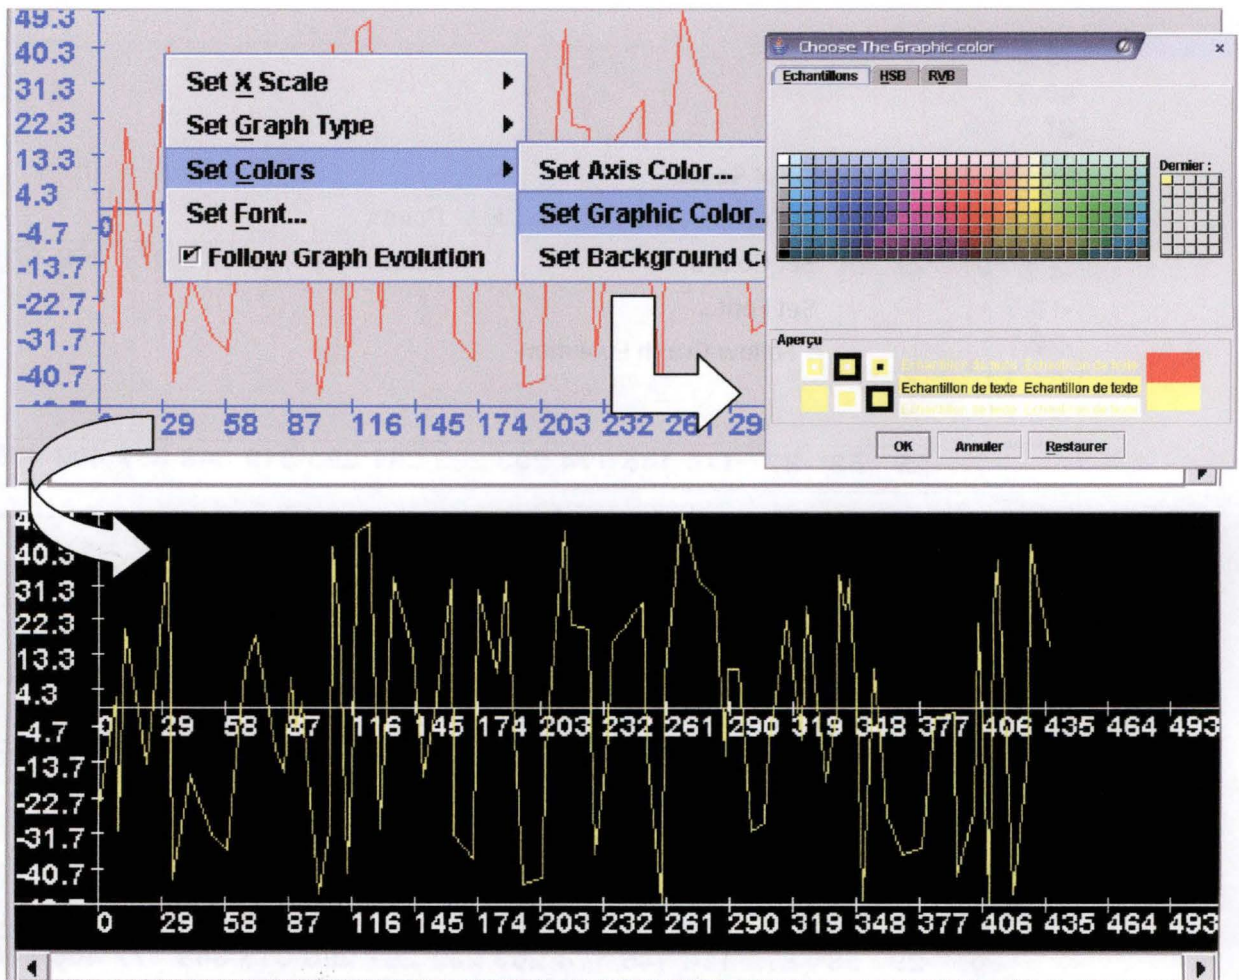 49.3
40.3
31.3
22.3
13.3
4.3
-4.7
-13.7
-22.7
-31.7
-40.7
0
Set X Scale
Set Graph Type
Set Colors
Set Font...
Follow Graph Evolution
Set Axis Color...
Set Graphic Color..
Set Background
0 29 58 87 116 145 174 203 232 261 29
Choose The Graphic color
Echantillons HSB RVB
Dernier :
Aperçu
Echantillon de texte Echantillon de texte
Echantillon de texte Echantillon de texte
Echantillon de texte Echantillon de texte
OK Annuler Restaurer
40.3
31.3
22.3
13.3
4.3
-4.7
-13.7
-22.7
-31.7
-40.7
0 29 58 87 116 145 174 203 232 261 290 319 348 377 406 435 464 493
0 29 58 87 116 145 174 203 232 261 290 319 348 377 406 435 464 493